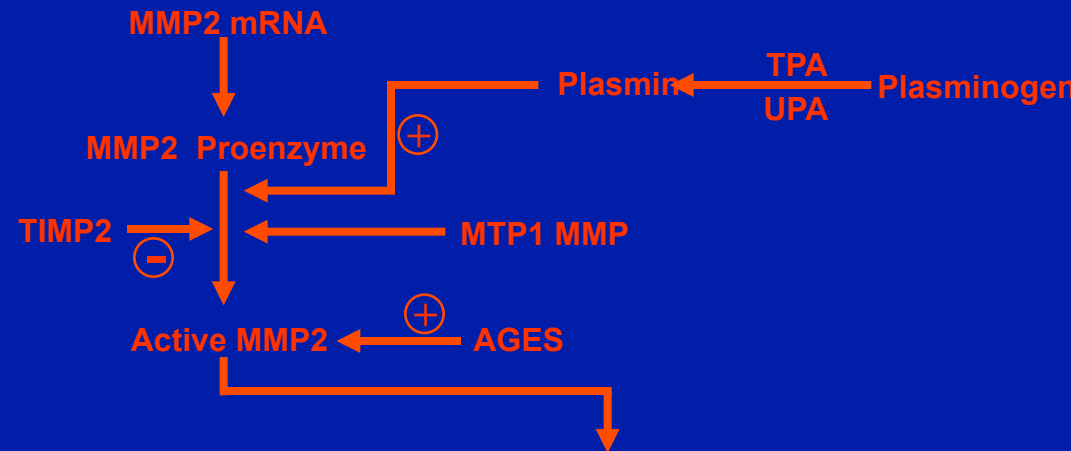 MMP2 mRNA
TPA
Plasmin
Plasminogen
UPA
+
MMP2 Proenzyme
TIMP2
MTP1 MMP
-
+
Active MMP2
AGES